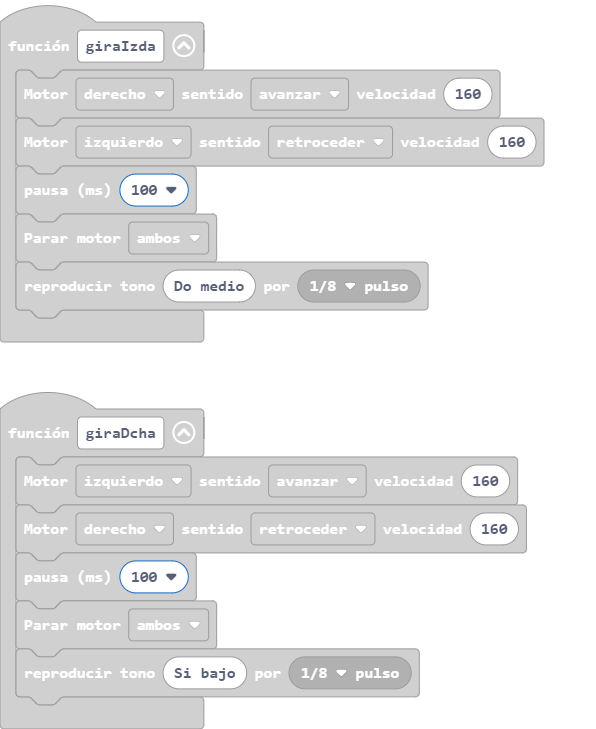 función giraIzda
Motor derecho sentido avanzar velocidad 160
Motor izquierdo sentido retroceder velocidad 160
pausa (ms) 100
Parar motor ambos
reproducir tono Do medio por 1/8 pulso
función giraDcha
Motor izquierdo sentido avanzar velocidad 160
Motor derecho sentido retroceder velocidad 160
pausa (ms) 100
Parar motor ambos
reproducir tono Si bajo por 1/8 pulso